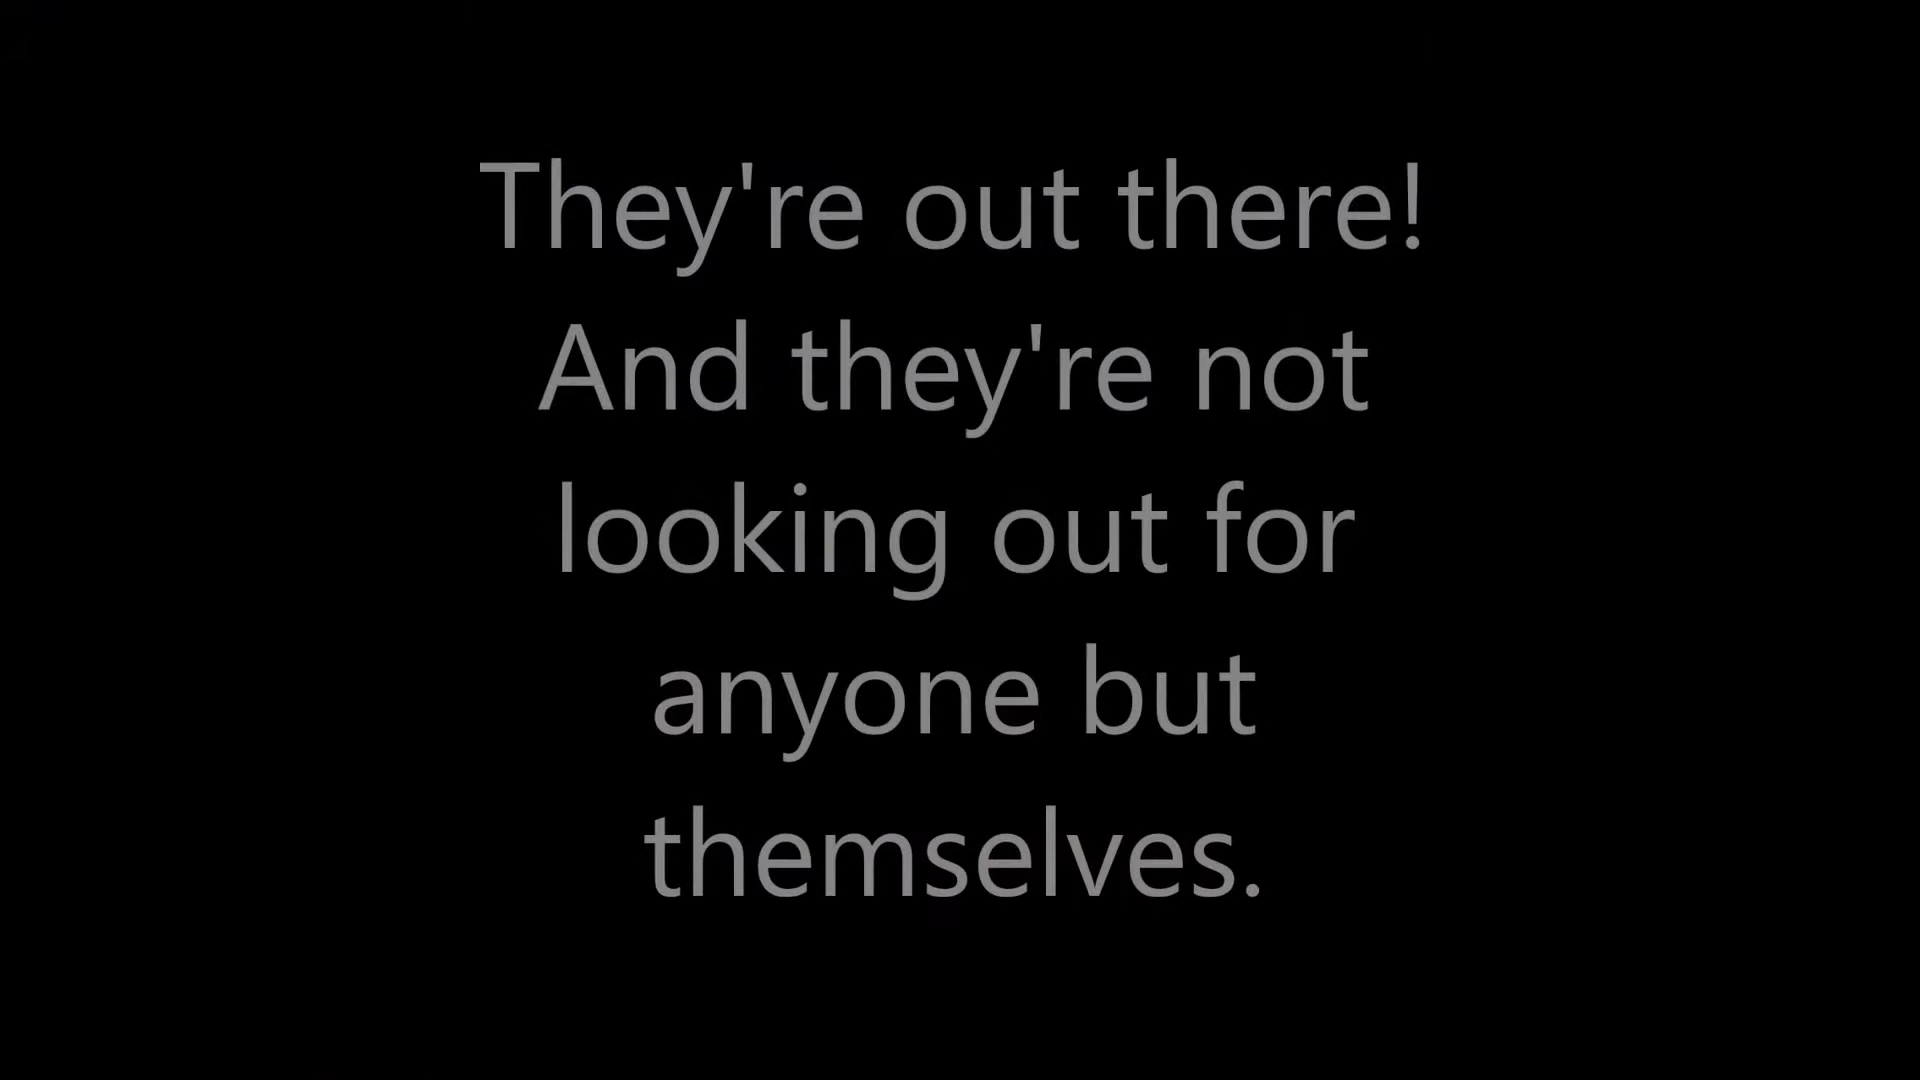 They're out there!
And they're not
looking out for
anyone but
themselves.